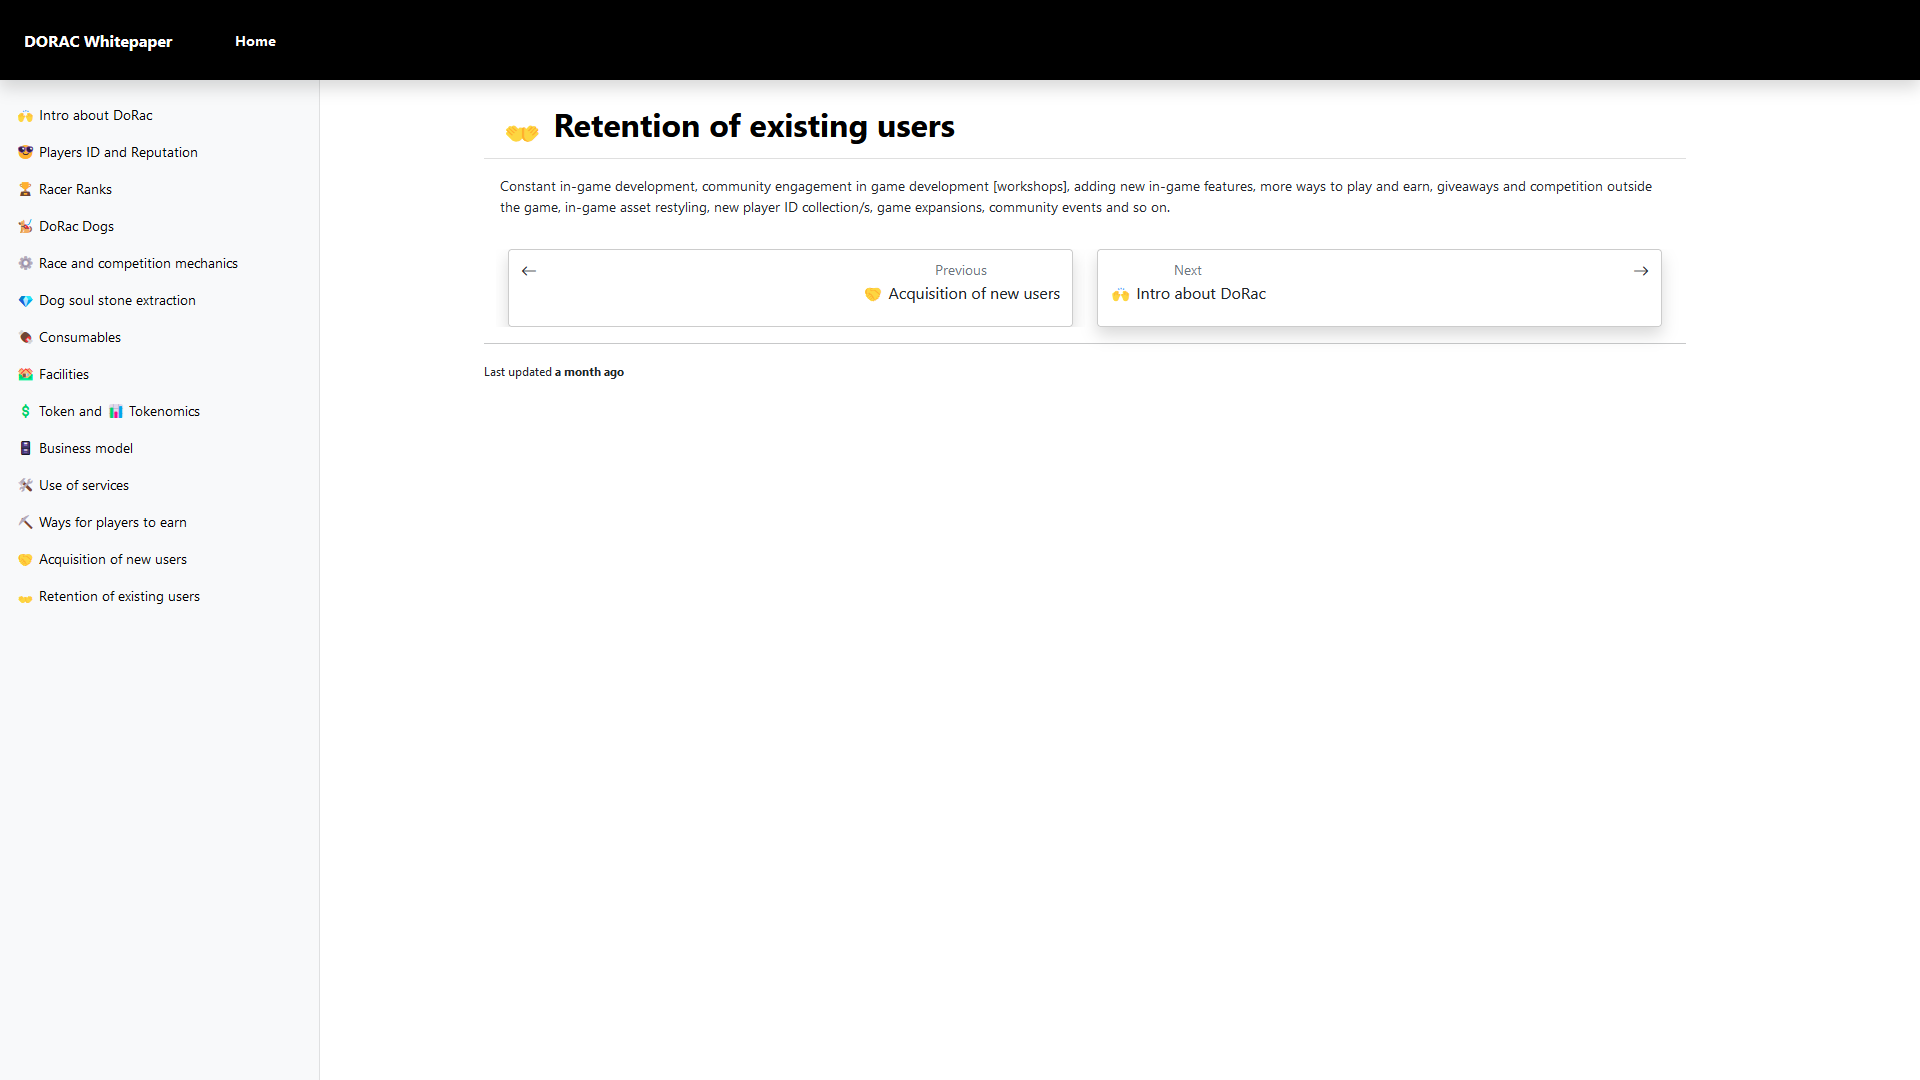 DORAC Whitepaper
Home
🙌 Intro about DoRac
😎 Players ID and Reputation
🏆 Racer Ranks
🐕 DoRac Dogs
⚙️ Race and competition mechanics
💎 Dog soul stone extraction
🍖 Consumables
🏘️ Facilities
💲 Token and 📊 Tokenomics
Business model
🛠️ Use of services
⛏️ Ways for players to earn
🤝 Acquisition of new users
👐 Retention of existing users
👐 Retention of existing users
Constant in-game development, community engagement in game development [workshops], adding new in-game features, more ways to play and earn, giveaways and competition outside
the game, in-game asset restyling, new player ID collection/s, game expansions, community events and so on.
←
Previous
🤝 Acquisition of new users
Next
→
🙌 Intro about DoRac
Last updated a month ago